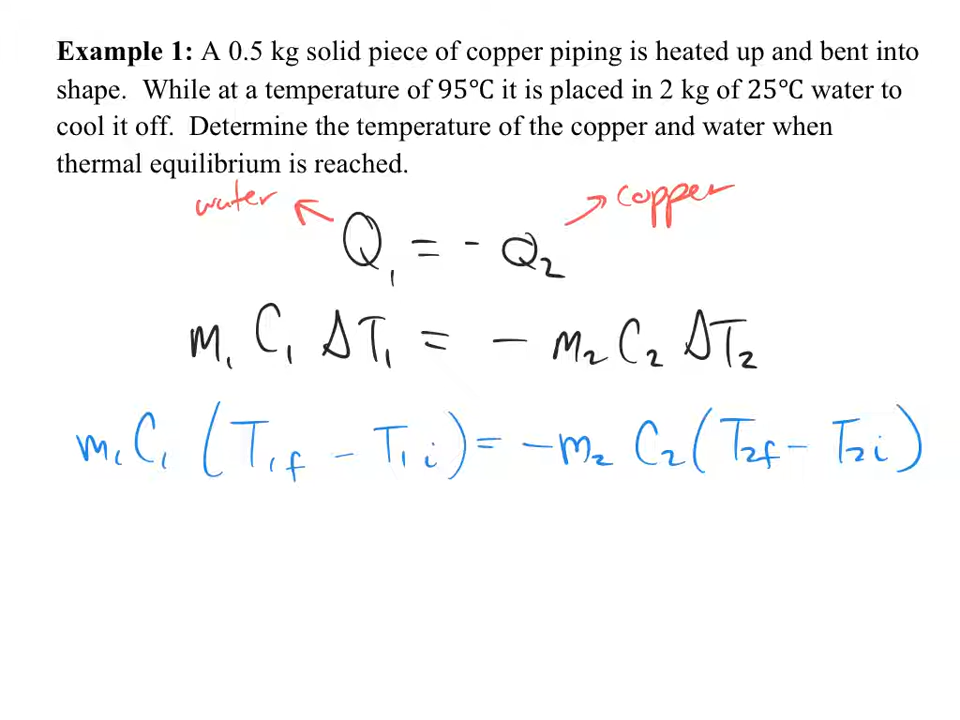 Example 1: A 0.5 kg solid piece of copper piping is heated up and bent into
shape. While at a temperature of 95℃ it is placed in 2 kg of 25℃ water to
cool it off. Determine the temperature of the copper and water when
thermal equilibrium is reached.
water copper
Q₁ = - Q₂
m₁ C₁ ΔT₁ = - m₂ C₂ ΔT₂
m₁ C₁ (T₁f - T₁i) = -m₂ C₂ (T₂f - T₂i)